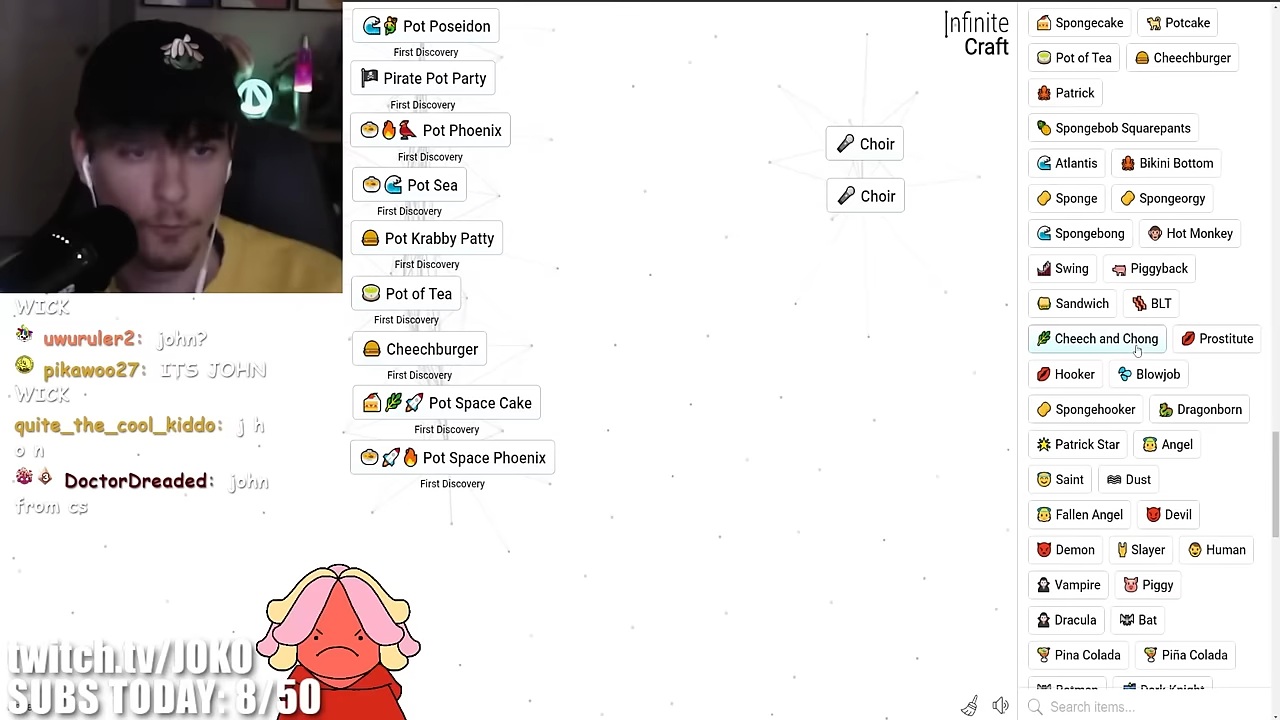 Pot Poseidon
First Discovery
Pirate Pot Party
First Discovery
Pot Phoenix
First Discovery
Pot Sea
First Discovery
Pot Krabby Patty
First Discovery
Pot of Tea
First Discovery
Cheechburger
First Discovery
Pot Space Cake
First Discovery
Pot Space Phoenix
First Discovery
Infinite
Craft
Choir
Choir
Spongecake Potcake
Pot of Tea Cheechburger
Patrick
Spongebob Squarepants
Atlantis Bikini Bottom
Sponge Spongeorgy
Spongebong Hot Monkey
Swing Piggyback
Sandwich BLT
Cheech and Chong Prostitute
Hooker Blowjob
Spongehooker Dragonborn
Patrick Star Angel
Saint Dust
Fallen Angel Devil
Demon Slayer Human
Vampire Piggy
Dracula Bat
Pina Colada Piña Colada
Batman Dark Knight
Search items...
WICK
uwuruler2: john?
pikawoo27: ITS JOHN
WICK
quite_the_cool_kiddo: j h
o n
DoctorDreaded: john
from cs
twitch.tv/JOKO
SUBS TODAY: 8/50